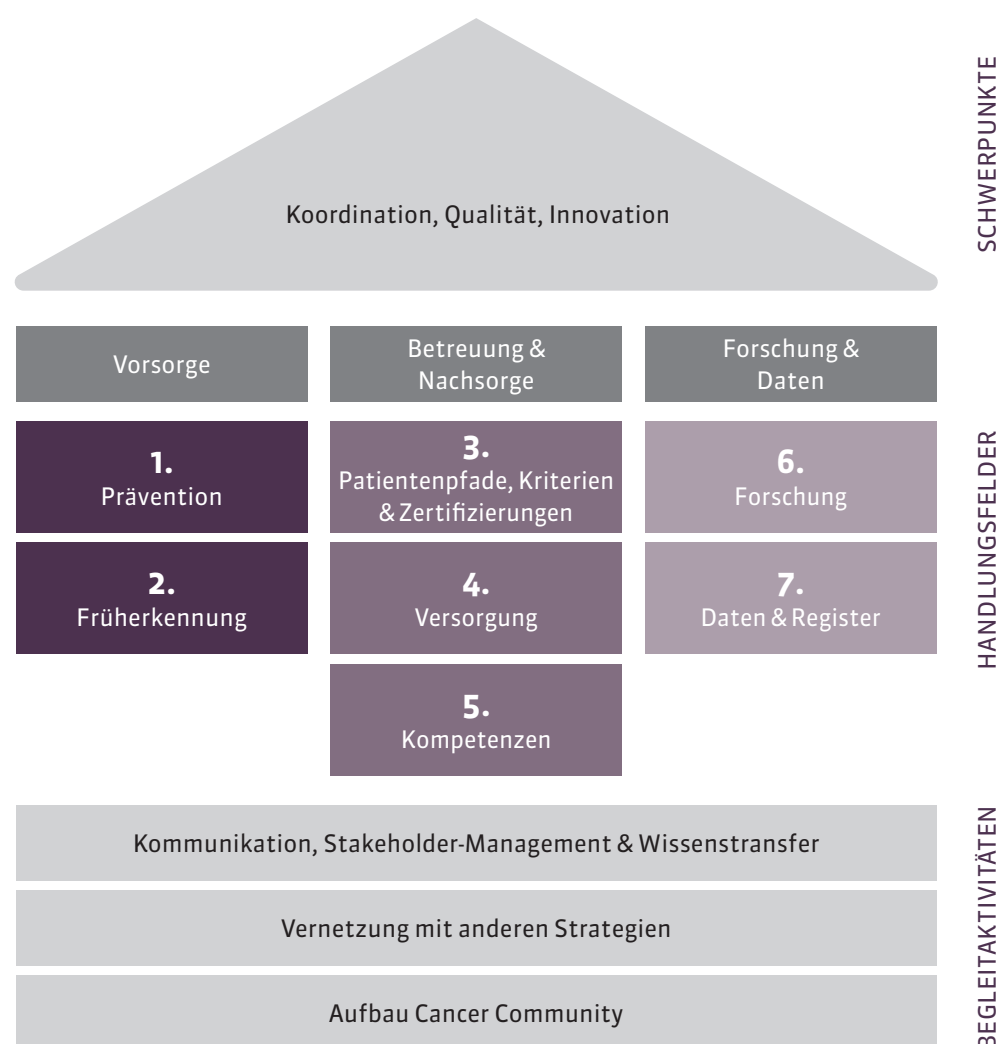 Koordination, Qualität, Innovation
SCHWERPUNKTE
Vorsorge
Betreuung &
Nachsorge
Forschung &
Daten
1.
Prävention
2.
Früherkennung
3.
Patientenpfade, Kriterien
& Zertifizierungen
4.
Versorgung
5.
Kompetenzen
6.
Forschung
7.
Daten & Register
HANDLUNGSFELDER
Kommunikation, Stakeholder-Management & Wissenstransfer
Vernetzung mit anderen Strategien
Aufbau Cancer Community
BEGLEITAKTIVITÄTEN